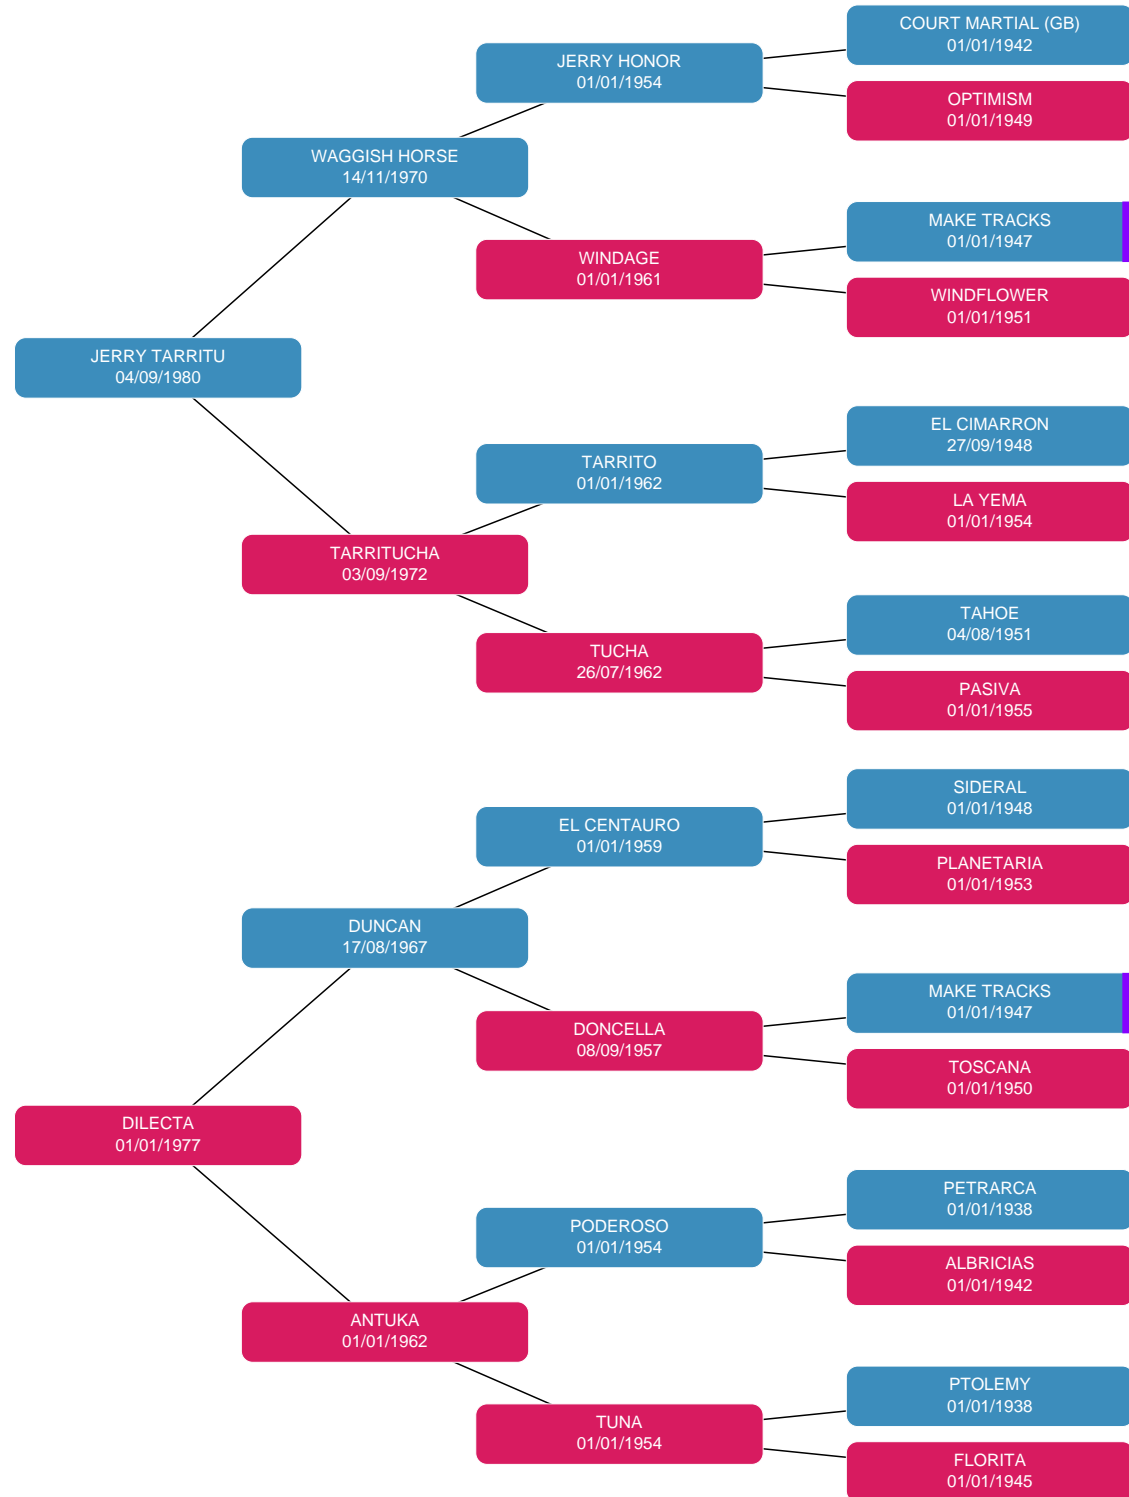 COURT MARTIAL (GB)
01/01/1942
JERRY HONOR
01/01/1954
OPTIMISM
01/01/1949
WAGGISH HORSE
14/11/1970
MAKE TRACKS
01/01/1947
WINDAGE
01/01/1961
WINDFLOWER
01/01/1951
JERRY TARRITU
04/09/1980
EL CIMARRON
27/09/1948
TARRITO
01/01/1962
LA YEMA
01/01/1954
TARRITUCHA
03/09/1972
TAHOE
04/08/1951
TUCHA
26/07/1962
PASIVA
01/01/1955
SIDERAL
01/01/1948
EL CENTAURO
01/01/1959
PLANETARIA
01/01/1953
DUNCAN
17/08/1967
MAKE TRACKS
01/01/1947
DONCELLA
08/09/1957
TOSCANA
01/01/1950
DILECTA
01/01/1977
PETRARCA
01/01/1938
PODEROSO
01/01/1954
ALBRICIAS
01/01/1942
ANTUKA
01/01/1962
PTOLEMY
01/01/1938
TUNA
01/01/1954
FLORITA
01/01/1945